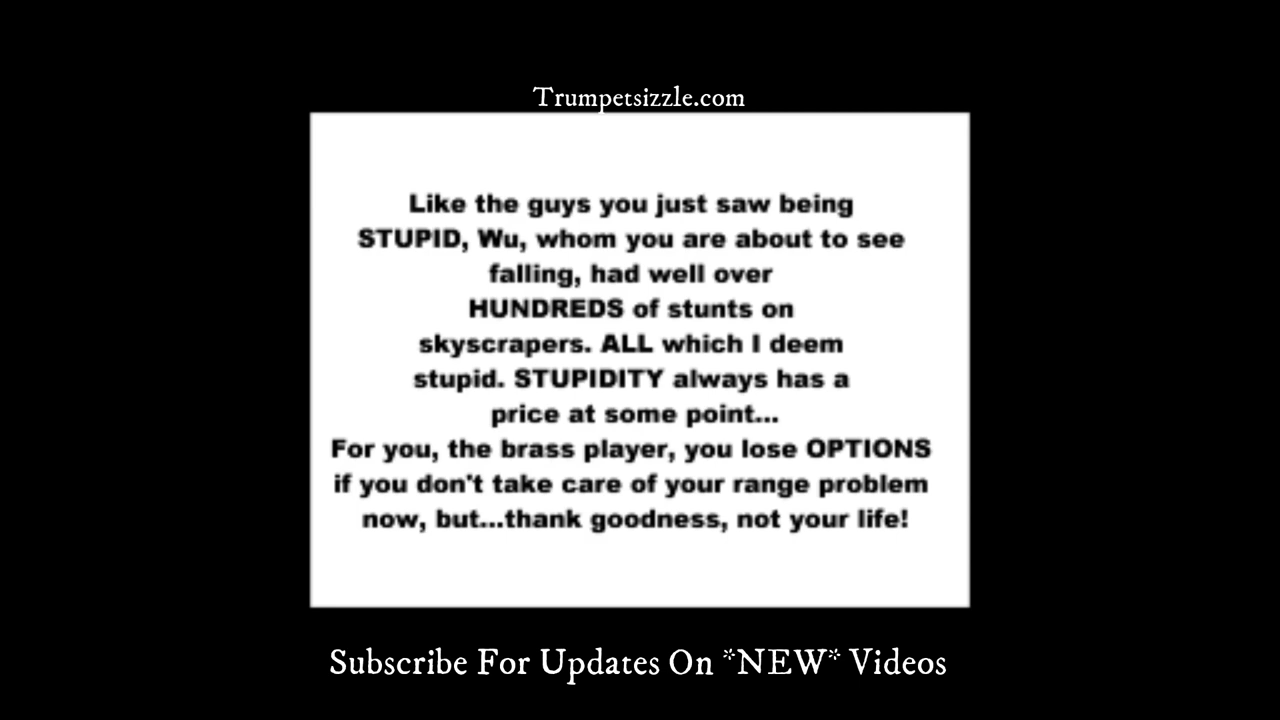 Trumpetsizzle.com
Like the guys you just saw being
STUPID, Wu, whom you are about to see
falling, had well over
HUNDREDS of stunts on
skyscrapers. ALL which I deem
stupid. STUPIDITY always has a
price at some point...
For you, the brass player, you lose OPTIONS
if you don't take care of your range problem
now, but...thank goodness, not your life!
Subscribe For Updates On *NEW* Videos